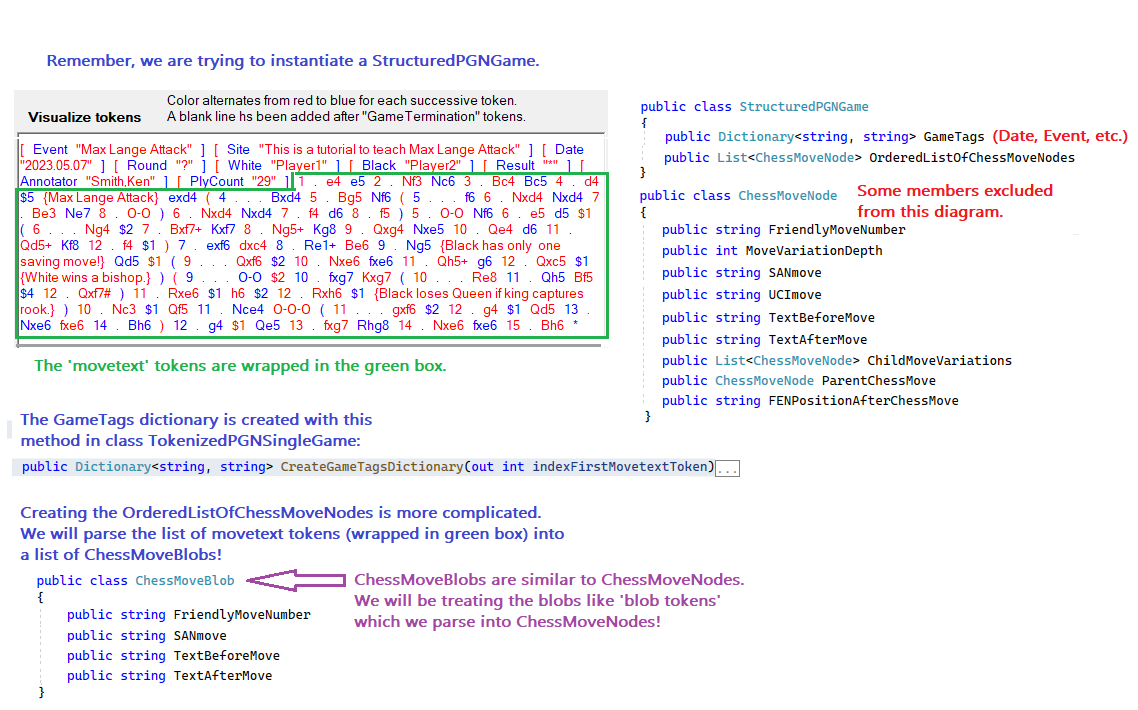 Remember, we are trying to instantiate a StructuredPGNGame.
Visualize tokens
Color alternates from red to blue for each successive token.
A blank line hs been added after "GameTermination" tokens.
[ Event "Max Lange Attack" ] [ Site "This is a tutorial to teach Max Lange Attack" ] [ Date
"2023.05.07" ] [ Round "?" ] [ White "Player1" ] [ Black "Player2" ] [ Result "*" ] [
Annotator "Smith,Ken" ] [ PlyCount "29" ] 1 . e4 e5 2 . Nf3 Nc6 3 . Bc4 Bc5 4 . d4
$5 {Max Lange Attack} exd4 ( 4 . . . Bxd4 5 . Bg5 Nf6 ( 5 . . . f6 6 . Nxd4 Nxd4 7
. Be3 Ne7 8 . O-O ) 6 . Nxd4 Nxd4 7 . f4 d6 8 . f5 ) 5 . O-O Nf6 6 . e5 d5 $1
( 6 . . . Ng4 $2 7 . Bxf7+ Kxf7 8 . Ng5+ Kg8 9 . Qxg4 Nxe5 10 . Qe4 d6 11 .
Qd5+ Kf8 12 . f4 $1 ) 7 . exf6 dxc4 8 . Re1+ Be6 9 . Ng5 {Black has only one
saving move!} Qd5 $1 ( 9 . . . Qxf6 $2 10 . Nxe6 fxe6 11 . Qh5+ g6 12 . Qxc5 $1
{White wins a bishop.} ) ( 9 . . . O-O $2 10 . fxg7 Kxg7 ( 10 . . . Re8 11 . Qh5 Bf5
$4 12 . Qxf7# ) 11 . Rxe6 $1 h6 $2 12 . Rxh6 $1 {Black loses Queen if king captures
rook.} ) 10 . Nc3 $1 Qf5 11 . Nce4 O-O-O ( 11 . . . gxf6 $2 12 . g4 $1 Qd5 13 .
Nxe6 fxe6 14 . Bh6 ) 12 . g4 $1 Qe5 13 . fxg7 Rhg8 14 . Nxe6 fxe6 15 . Bh6 *
The 'movetext' tokens are wrapped in the green box.
public class StructuredPGNGame
{
public Dictionary<string, string> GameTags (Date, Event, etc.)
public List<ChessMoveNode> OrderedListOfChessMoveNodes
}
public class ChessMoveNode
Some members excluded
from this diagram.
{
public string FriendlyMoveNumber
public int MoveVariationDepth
public string SANmove
public string UCImove
public string TextBeforeMove
public string TextAfterMove
public List<ChessMoveNode> ChildMoveVariations
public ChessMoveNode ParentChessMove
public string FENPositionAfterChessMove
}
The GameTags dictionary is created with this
method in class TokenizedPGNSingleGame:
public Dictionary<string, string> CreateGameTagsDictionary(out int indexFirstMovetextToken)...
Creating the OrderedListOfChessMoveNodes is more complicated.
We will parse the list of movetext tokens (wrapped in green box) into
a list of ChessMoveBlobs!
public class ChessMoveBlob
{
public string FriendlyMoveNumber
public string SANmove
public string TextBeforeMove
public string TextAfterMove
}
ChessMoveBlobs are similar to ChessMoveNodes.
We will be treating the blobs like 'blob tokens'
which we parse into ChessMoveNodes!